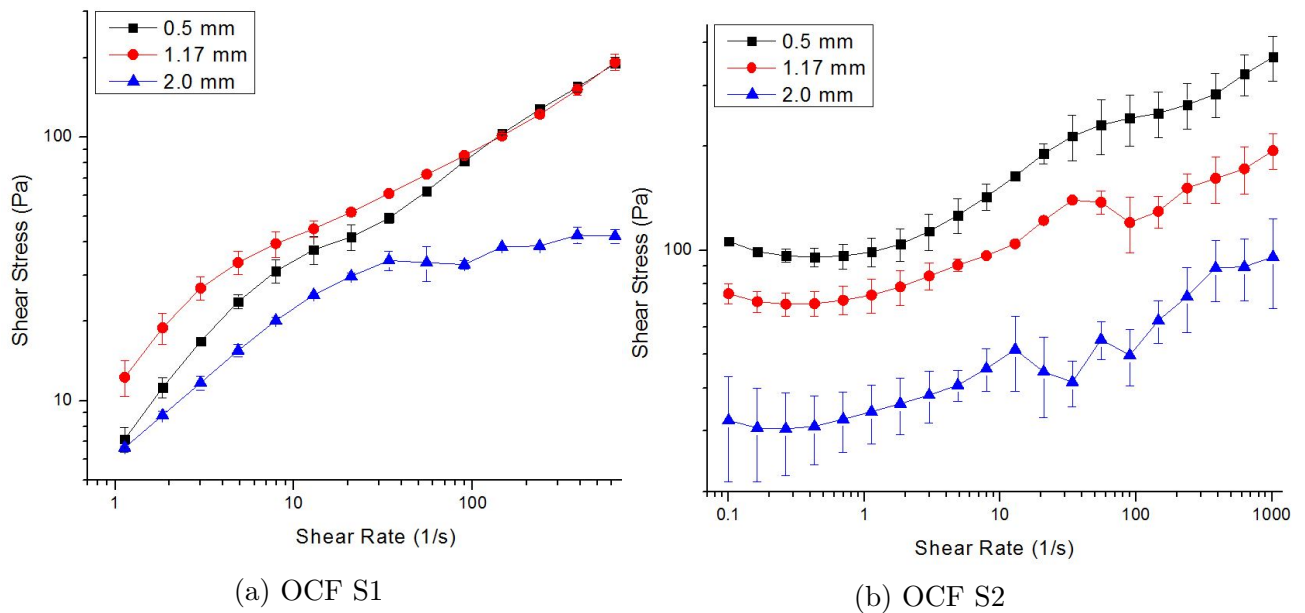 0.5 mm
1.17 mm
2.0 mm
100
10
Shear Stress (Pa)
1
10
100
Shear Rate (1/s)
(a) OCF S1
0.5 mm
1.17 mm
2.0 mm
100
Shear Stress (Pa)
0.1
1
10
100
1000
Shear Rate (1/s)
(b) OCF S2